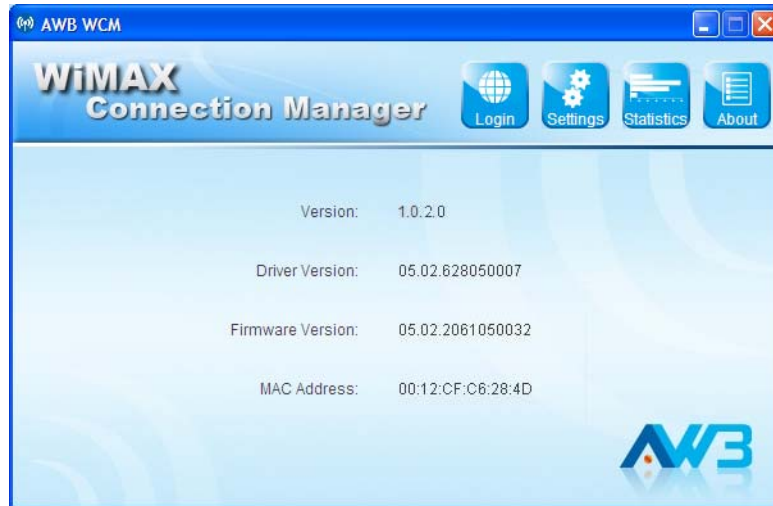 AWB WCM
WiMAX
Connection Manager
Login
Settings
Statistics
About
Version: 1.0.2.0
Driver Version: 05.02.628050007
Firmware Version: 05.02.2061050032
MAC Address: 00:12:CF:C6:28:4D
AWB